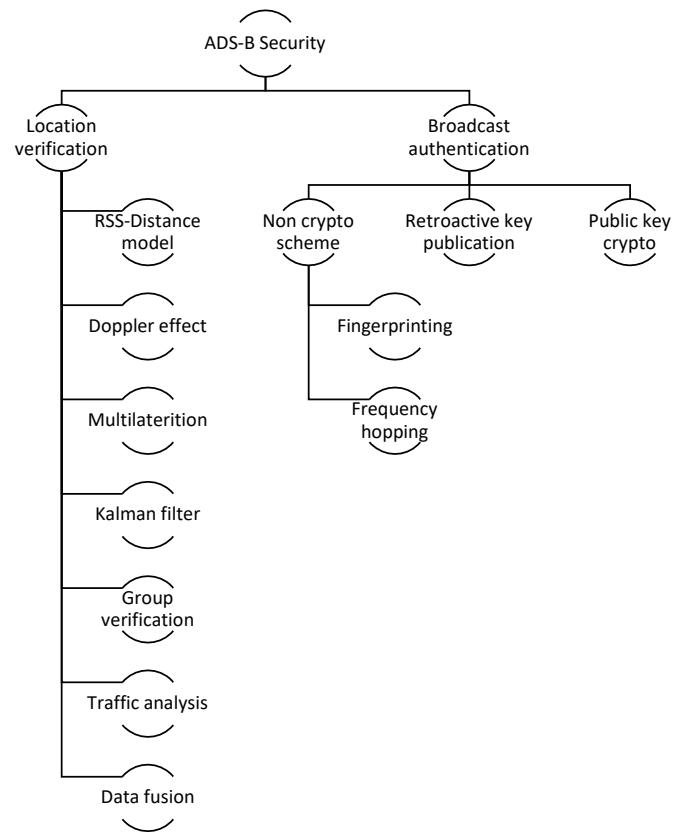 ADS-B Security
Location
verification
Broadcast
authentication
RSS-Distance
model
Non crypto
scheme
Retroactive key
publication
Public key
crypto
Doppler effect
Fingerprinting
Multilaterition
Frequency
hopping
Kalman filter
Group
verification
Traffic analysis
Data fusion